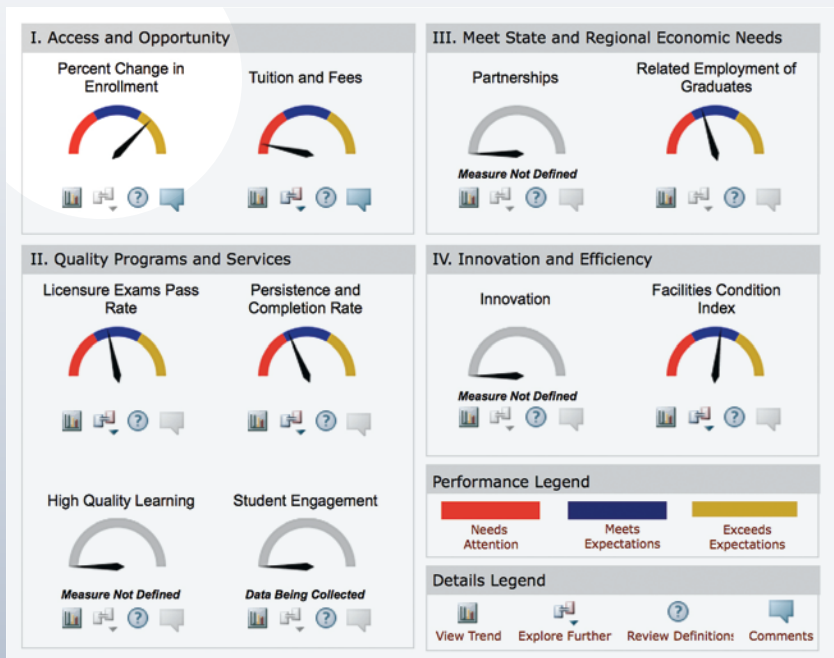 I. Access and Opportunity
Percent Change in
Enrollment
Tuition and Fees
II. Quality Programs and Services
Licensure Exams Pass
Rate
Persistence and
Completion Rate
High Quality Learning
Measure Not Defined
Student Engagement
Data Being Collected
III. Meet State and Regional Economic Needs
Partnerships
Measure Not Defined
Related Employment of
Graduates
IV. Innovation and Efficiency
Innovation
Measure Not Defined
Facilities Condition
Index
Performance Legend
Needs
Attention
Meets
Expectations
Exceeds
Expectations
Details Legend
View Trend
Explore Further
Review Definitions
Comments